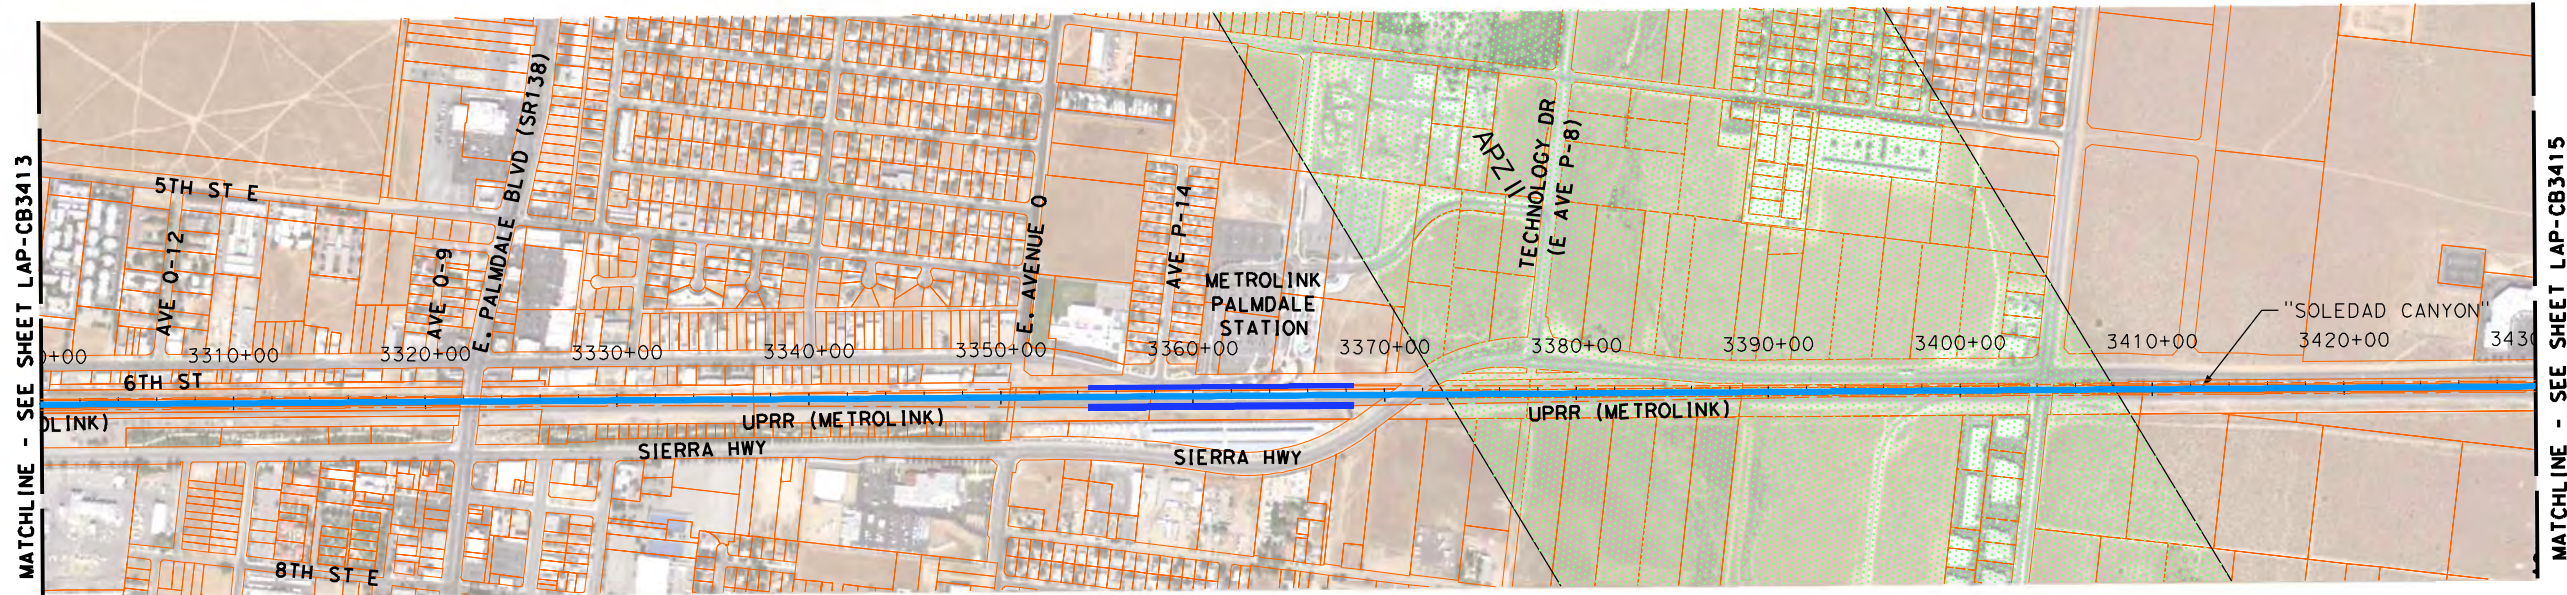 MATCHLINE - SEE SHEET LAP-CB3413
5TH ST E
AVE O-12
AVE O-9
E. PALMDALE BLVD (SR138)
E. AVENUE Q
AVE P-14
METROLINK
PALMDALE
STATION
APZ II
TECHNOLOGY DR
(E AVE P-8)
"SOLEDAD CANYON"
0+00 3310+00 3320+00 3330+00 3340+00 3350+00 3360+00 3370+00 3380+00 3390+00 3400+00 3410+00 3420+00 3430
6TH ST
OLINK)
UPRR (METROLINK)
UPRR (METROLINK)
SIERRA HWY
SIERRA HWY
8TH ST E
MATCHLINE - SEE SHEET LAP-CB3415